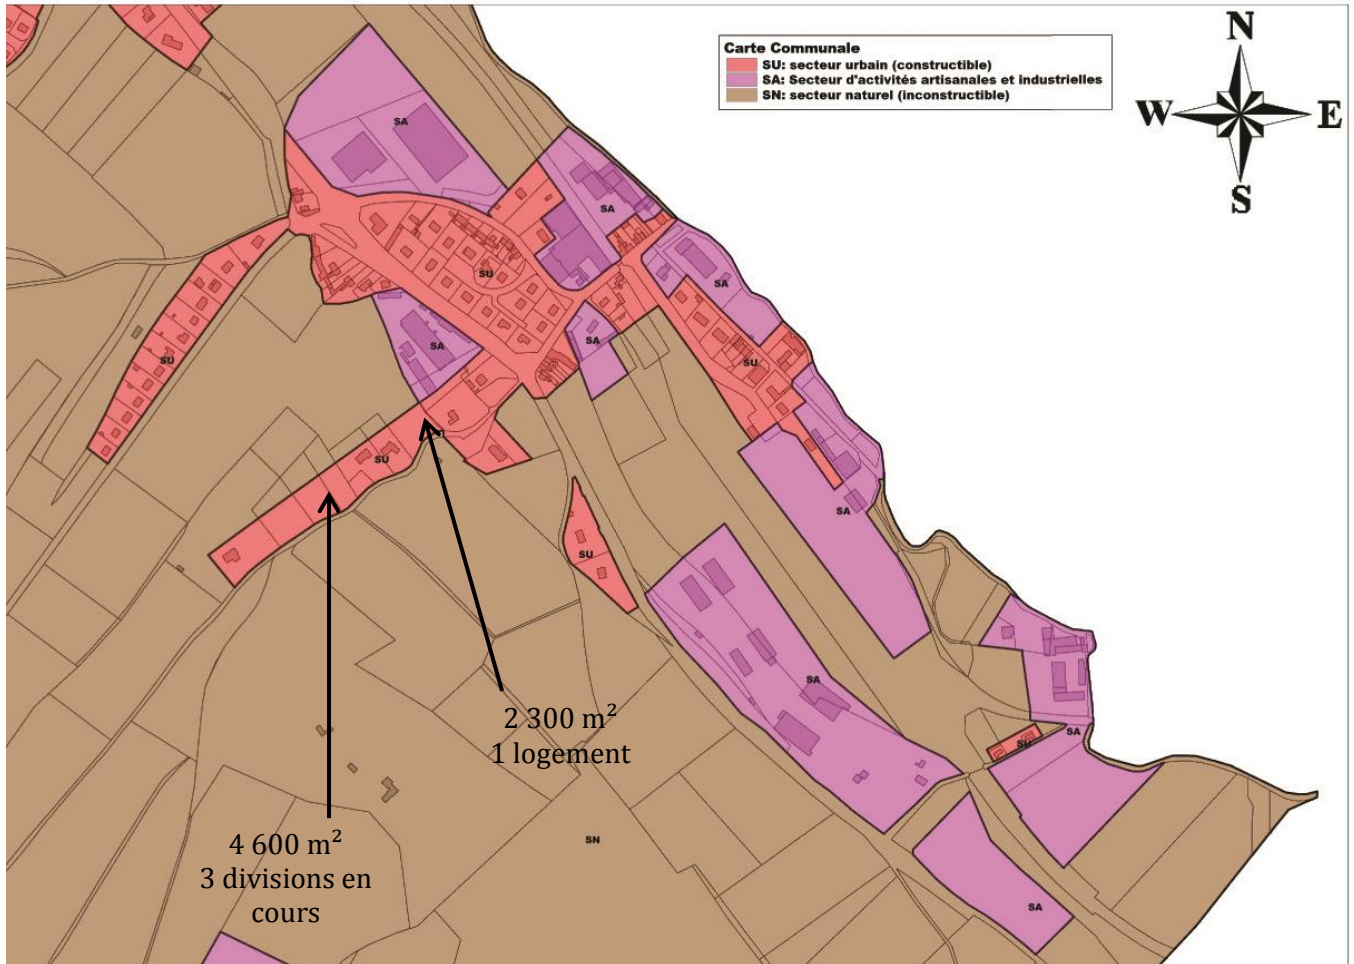 Carte Communale
SU: secteur urbain (constructible)
SA: Secteur d'activités artisanales et industrielles
SN: secteur naturel (inconstructible)
N
W E
S
SA
SA
SU
SA
SA
SA
SU
SU
SU
SA
SU
SA
SA
2 300 m²
1 logement
SU
SA
4 600 m²
3 divisions en
cours
SN
SA